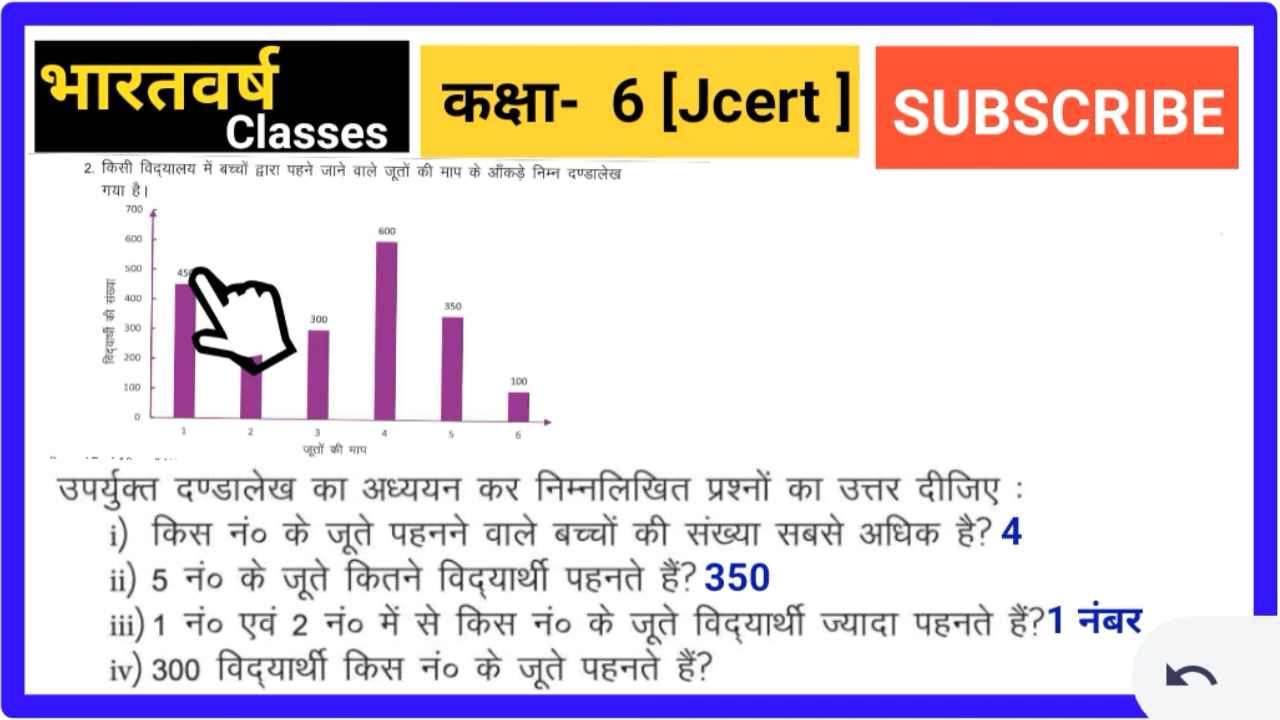 भारतवर्ष
Classes
कक्षा- 6 [Jcert ]
SUBSCRIBE
2. किसी विद्यालय में बच्चों द्वारा पहने जाने वाले जूतों की माप के आँकड़े निम्न दण्डालेख
गया है।
700
600
500
400
300
200
100
0
विद्यार्थी की संख्या
450
300
600
350
100
1 2 3 4 5 6
जूतों की माप
उपर्युक्त दण्डालेख का अध्ययन कर निम्नलिखित प्रश्नों का उत्तर दीजिए :
i) किस नं० के जूते पहनने वाले बच्चों की संख्या सबसे अधिक है? 4
ii) 5 नं० के जूते कितने विद्यार्थी पहनते हैं? 350
iii) 1 नं० एवं 2 नं० में से किस नं० के जूते विद्यार्थी ज्यादा पहनते हैं? 1 नंबर
iv) 300 विद्यार्थी किस नं० के जूते पहनते हैं?